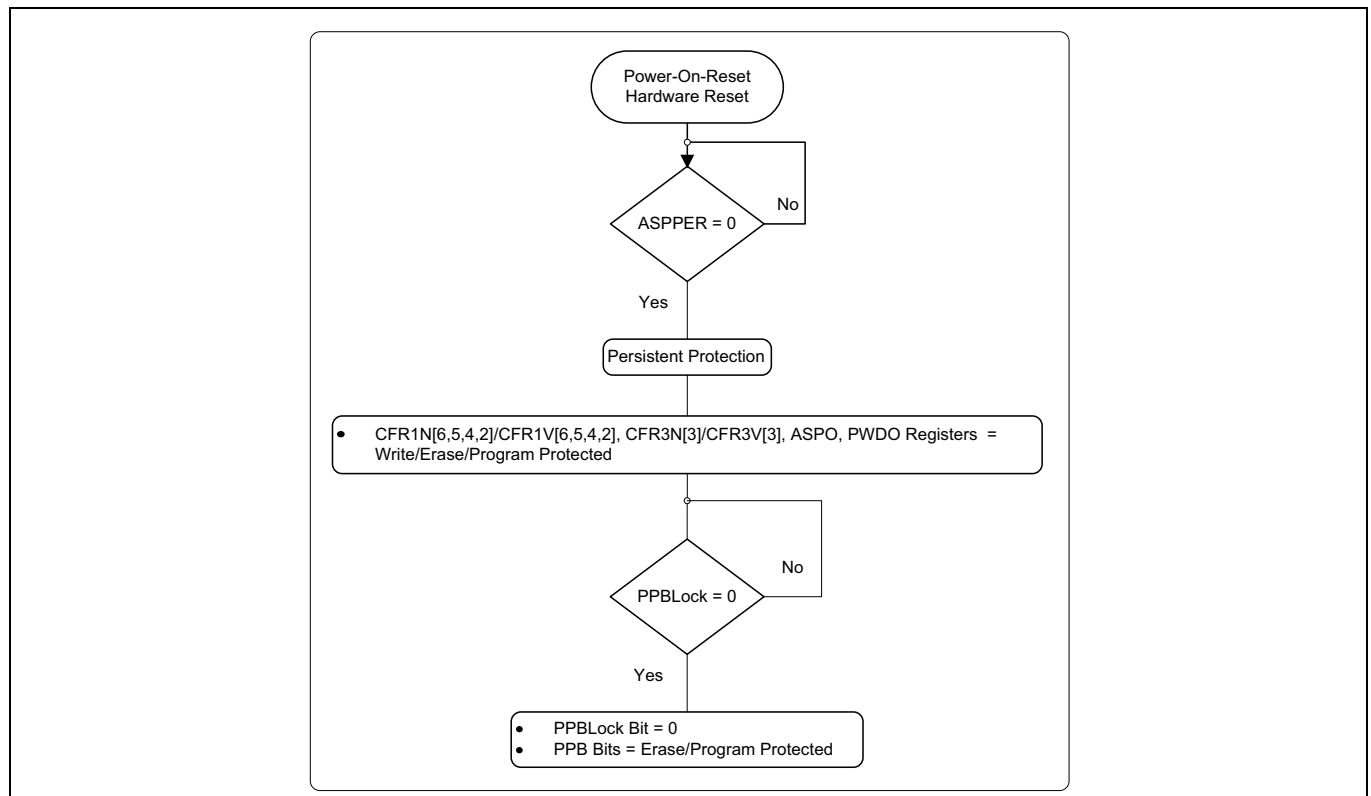 Power-On-Reset
Hardware Reset
No
ASPPER = 0
Yes
Persistent Protection
• CFR1N[6,5,4,2]/CFR1V[6,5,4,2], CFR3N[3]/CFR3V[3], ASPO, PWDO Registers =
Write/Erase/Program Protected
No
PPBLock = 0
Yes
• PPBLock Bit = 0
• PPB Bits = Erase/Program Protected